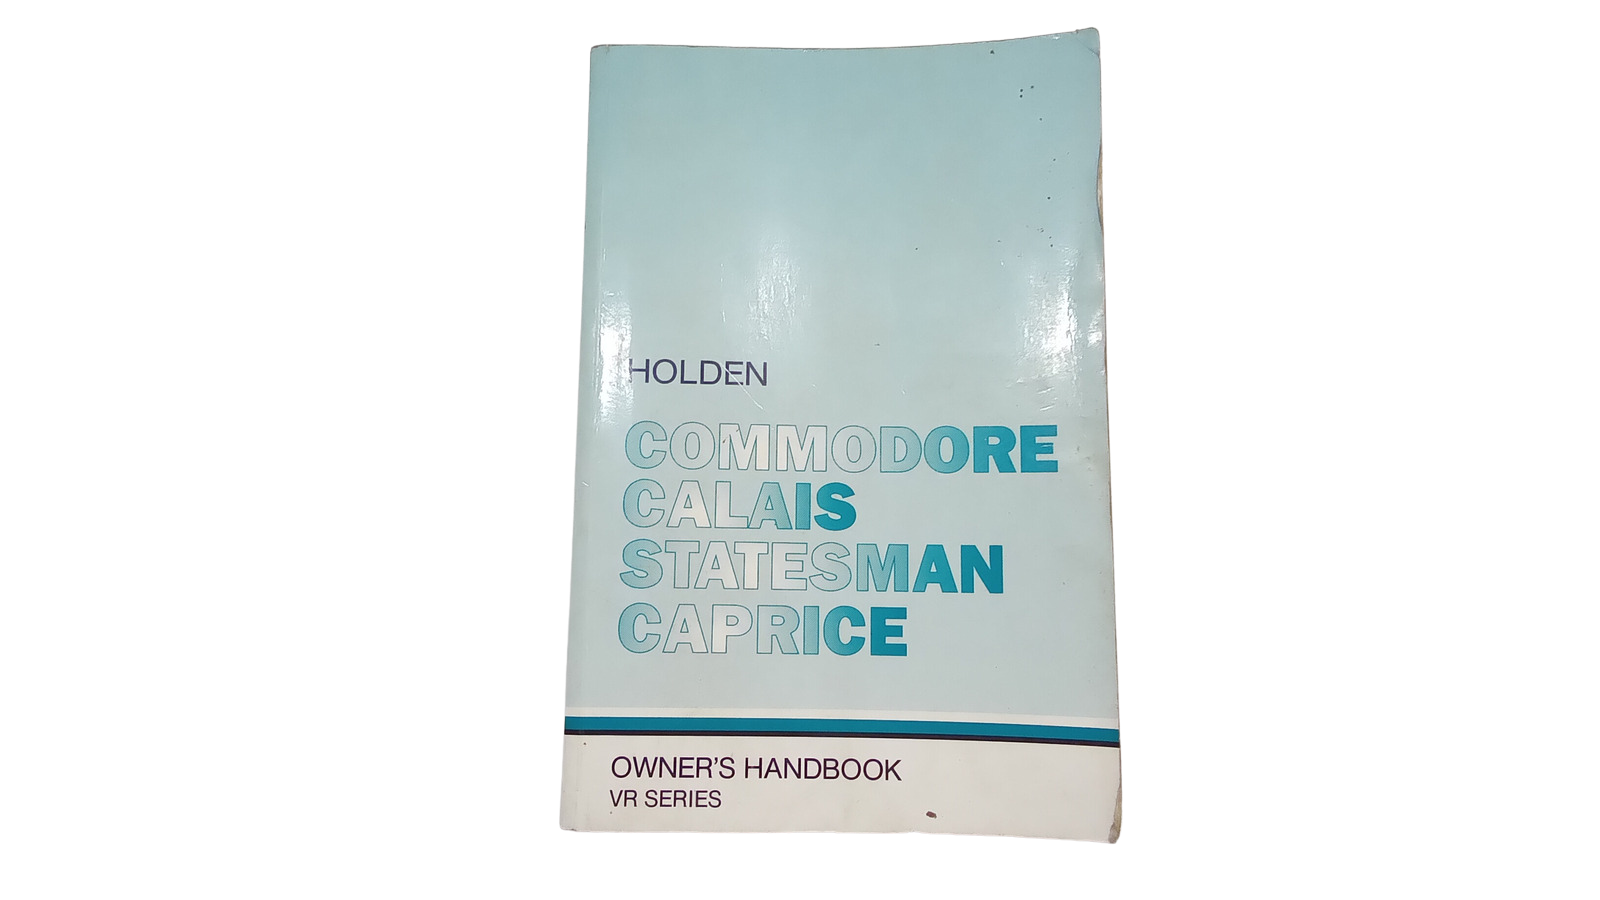 HOLDEN
COMMODORE
CALAIS
STATESMAN
CAPRICE
OWNER'S HANDBOOK
VR SERIES